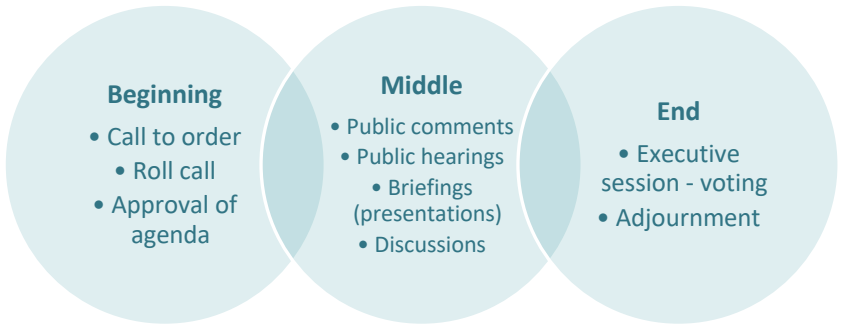 Beginning
• Call to order
• Roll call
• Approval of
agenda
Middle
• Public comments
• Public hearings
• Briefings
(presentations)
• Discussions
End
• Executive
session - voting
• Adjournment